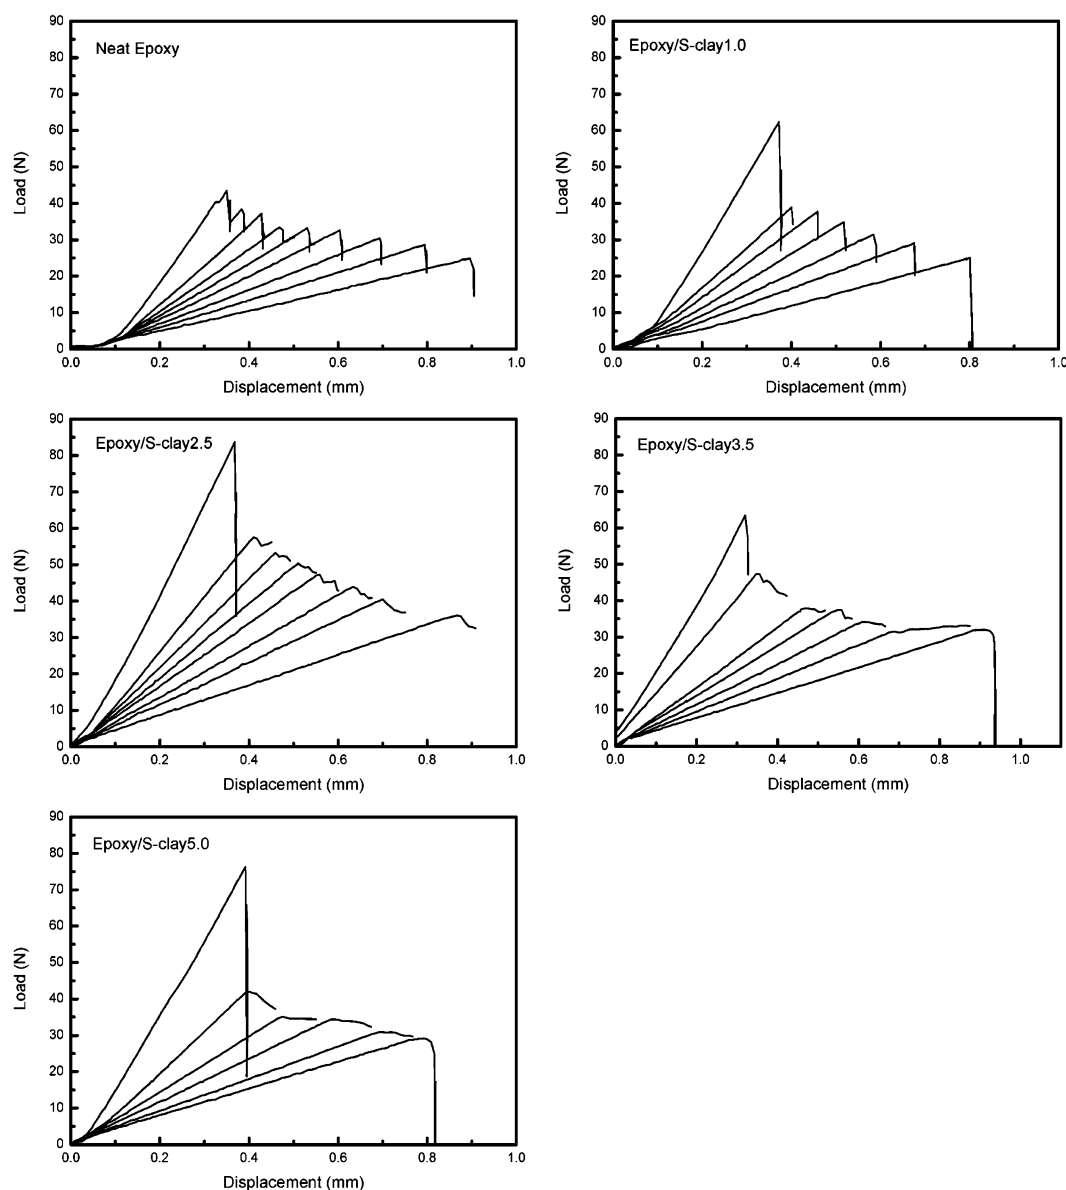 Neat Epoxy
90
80
70
60
50
40
30
20
10
0
Load (N)
0.0 0.2 0.4 0.6 0.8 1.0
Displacement (mm)
Epoxy/S-clay1.0
90
80
70
60
50
40
30
20
10
0
Load (N)
0.0 0.2 0.4 0.6 0.8 1.0
Displacement (mm)
Epoxy/S-clay2.5
90
80
70
60
50
40
30
20
10
0
Load (N)
0.0 0.2 0.4 0.6 0.8 1.0
Displacement (mm)
Epoxy/S-clay3.5
90
80
70
60
50
40
30
20
10
0
Load (N)
0.0 0.2 0.4 0.6 0.8 1.0
Displacement (mm)
Epoxy/S-clay5.0
90
80
70
60
50
40
30
20
10
0
Load (N)
0.0 0.2 0.4 0.6 0.8 1.0
Displacement (mm)